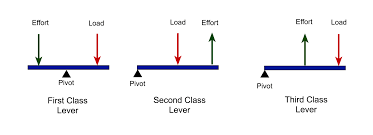 Effort
Load
Pivot
First Class
Lever
Load
Effort
Pivot
Second Class
Lever
Effort
Load
Pivot
Third Class
Lever